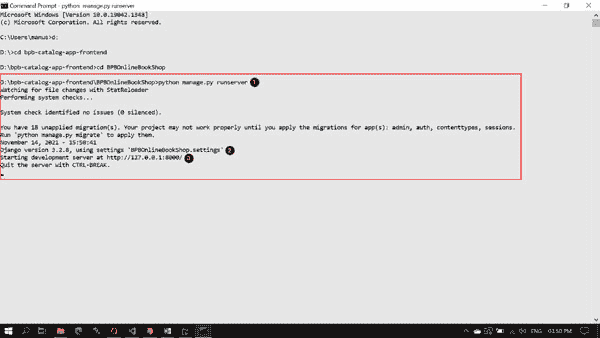 Command Prompt - python manage.py runserver
Microsoft Windows [Version 10.0.19042.1348]
(c) Microsoft Corporation. All rights reserved.
C:\Users\manus>d:
D:\>cd bpb-catalog-app-frontend
D:\bpb-catalog-app-frontend>cd BPBOnlineBookShop
D:\bpb-catalog-app-frontend\BPBOnlineBookShop>python manage.py runserver 1
Watching for file changes with StatReloader
Performing system checks...
System check identified no issues (0 silenced).
You have 18 unapplied migration(s). Your project may not work properly until you apply the migrations for app(s): admin, auth, contenttypes, sessions.
Run 'python manage.py migrate' to apply them.
November 14, 2021 - 15:50:41
Django version 3.2.8, using settings 'BPBOnlineBookShop.settings' 2
Starting development server at http://127.0.0.1:8000/ 3
Quit the server with CTRL-BREAK.
ENG 03:50 PM